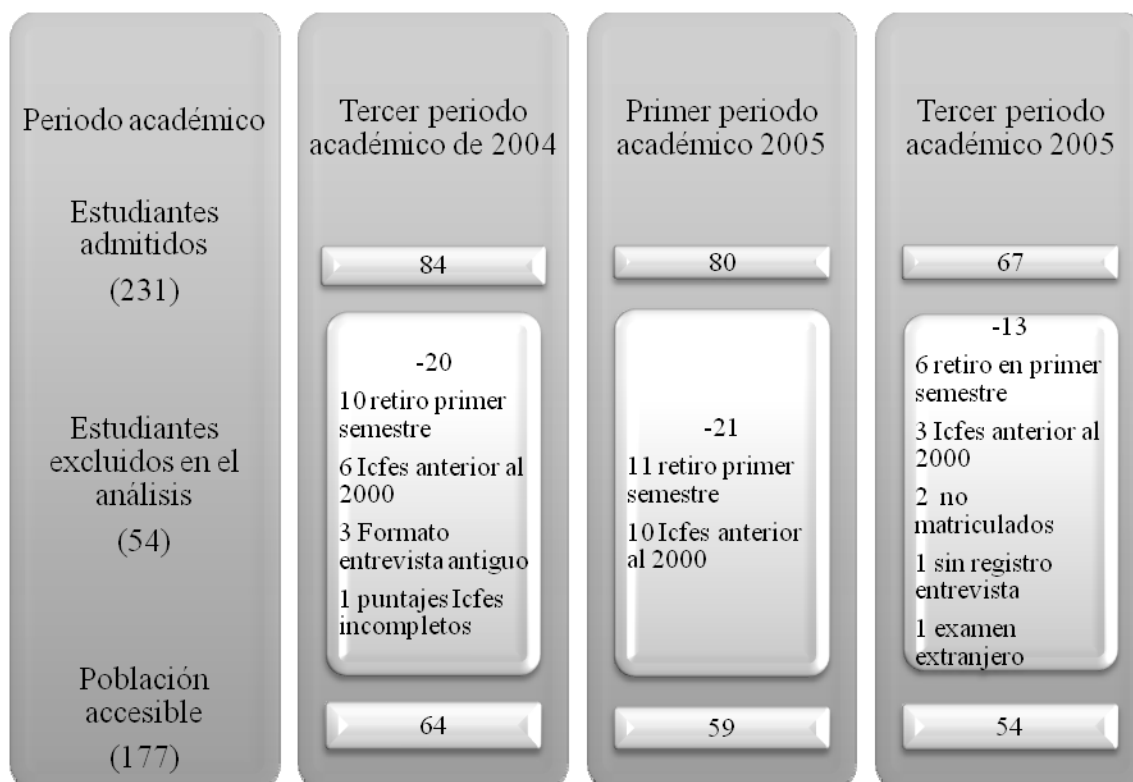 Periodo académico
Estudiantes
admitidos
(231)
Estudiantes
excluidos en el
análisis
(54)
Población
accesible
(177)
Tercer periodo
académico de 2004
84
-20
10 retiro primer
semestre
6 Icfes anterior al
2000
3 Formato
entrevista antiguo
1 puntajes Icfes
incompletos
64
Primer periodo
académico 2005
80
-21
11 retiro primer
semestre
10 Icfes anterior
al 2000
59
Tercer periodo
académico 2005
67
-13
6 retiro en primer
semestre
3 Icfes anterior al
2000
2 no
matriculados
1 sin registro
entrevista
1 examen
extranjero
54